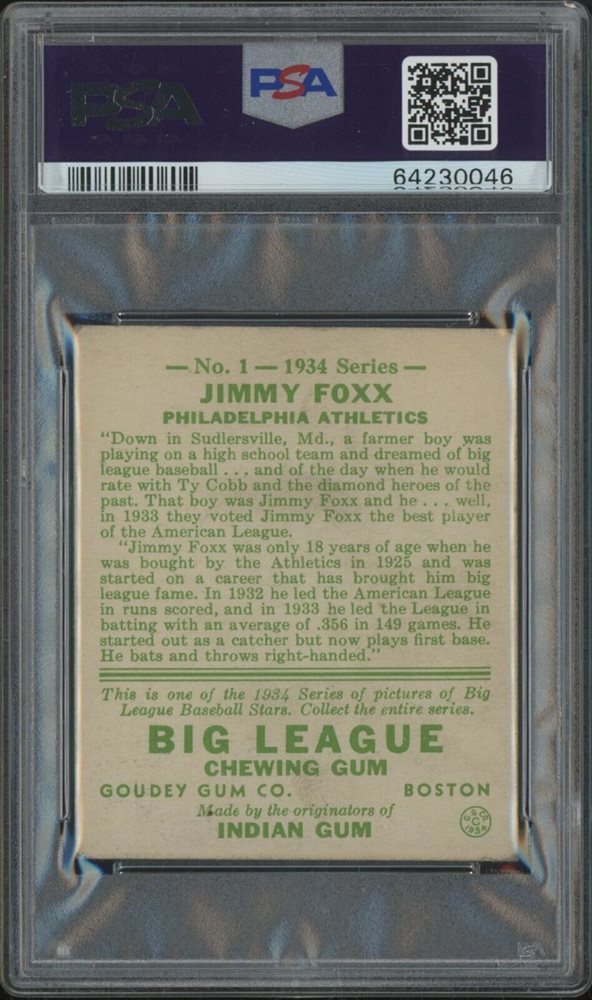 PSA
PSA
64230046
— No. 1 — 1934 Series —
JIMMY FOXX
PHILADELPHIA ATHLETICS
"Down in Sudlersville, Md., a farmer boy was
playing on a high school team and dreamed of big
league baseball . . . and of the day when he would
rate with Ty Cobb and the diamond heroes of the
past. That boy was Jimmy Foxx and he . . . well,
in 1933 they voted Jimmy Foxx the best player
of the American League.
"Jimmy Foxx was only 18 years of age when he
was bought by the Athletics in 1925 and was
started on a career that has brought him big
league fame. In 1932 he led the American League
in runs scored, and in 1933 he led the League in
batting with an average of .356 in 149 games. He
started out as a catcher but now plays first base.
He bats and throws right-handed."
This is one of the 1934 Series of pictures of Big
League Baseball Stars. Collect the entire series.
BIG LEAGUE
CHEWING GUM
GOUDEY GUM CO. BOSTON
Made by the originators of
INDIAN GUM
G. G. CO.
C
1934
PSA